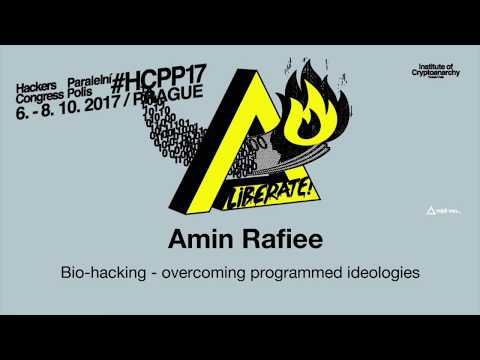 Hackers Paralelní #HCPP17
Congress Polis
6. - 8. 10. 2017 / PRAGUE
Institute of
Cryptoanarchy
LIBERATE!
Amin Rafiee
Bio-hacking - overcoming programmed ideologies